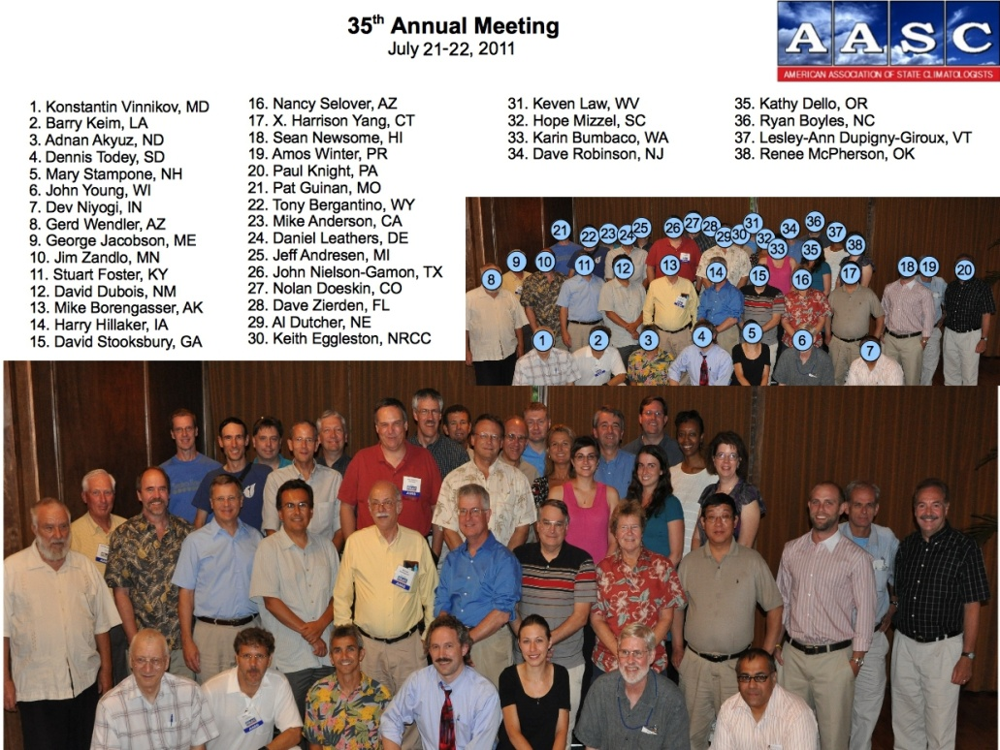 35th Annual Meeting
July 21-22, 2011
AASC
AMERICAN ASSOCIATION OF STATE CLIMATOLOGISTS
1. Konstantin Vinnikov, MD
2. Barry Keim, LA
3. Adnan Akyuz, ND
4. Dennis Todey, SD
5. Mary Stampone, NH
6. John Young, WI
7. Dev Niyogi, IN
8. Gerd Wendler, AZ
9. George Jacobson, ME
10. Jim Zandlo, MN
11. Stuart Foster, KY
12. David Dubois, NM
13. Mike Borengasser, AK
14. Harry Hillaker, IA
15. David Stooksbury, GA
16. Nancy Selover, AZ
17. X. Harrison Yang, CT
18. Sean Newsome, HI
19. Amos Winter, PR
20. Paul Knight, PA
21. Pat Guinan, MO
22. Tony Bergantino, WY
23. Mike Anderson, CA
24. Daniel Leathers, DE
25. Jeff Andresen, MI
26. John Nielson-Gamon, TX
27. Nolan Doeskin, CO
28. Dave Zierden, FL
29. Al Dutcher, NE
30. Keith Eggleston, NRCC
31. Keven Law, WV
32. Hope Mizzel, SC
33. Karin Bumbaco, WA
34. Dave Robinson, NJ
35. Kathy Dello, OR
36. Ryan Boyles, NC
37. Lesley-Ann Dupigny-Giroux, VT
38. Renee McPherson, OK
21 22 23 24 25 26 27 28 29 30 31 32 33 34 35 36 37 38
8 9 10 11 12 13 14 15 16 17 18 19 20
1 2 3 4 5 6 7